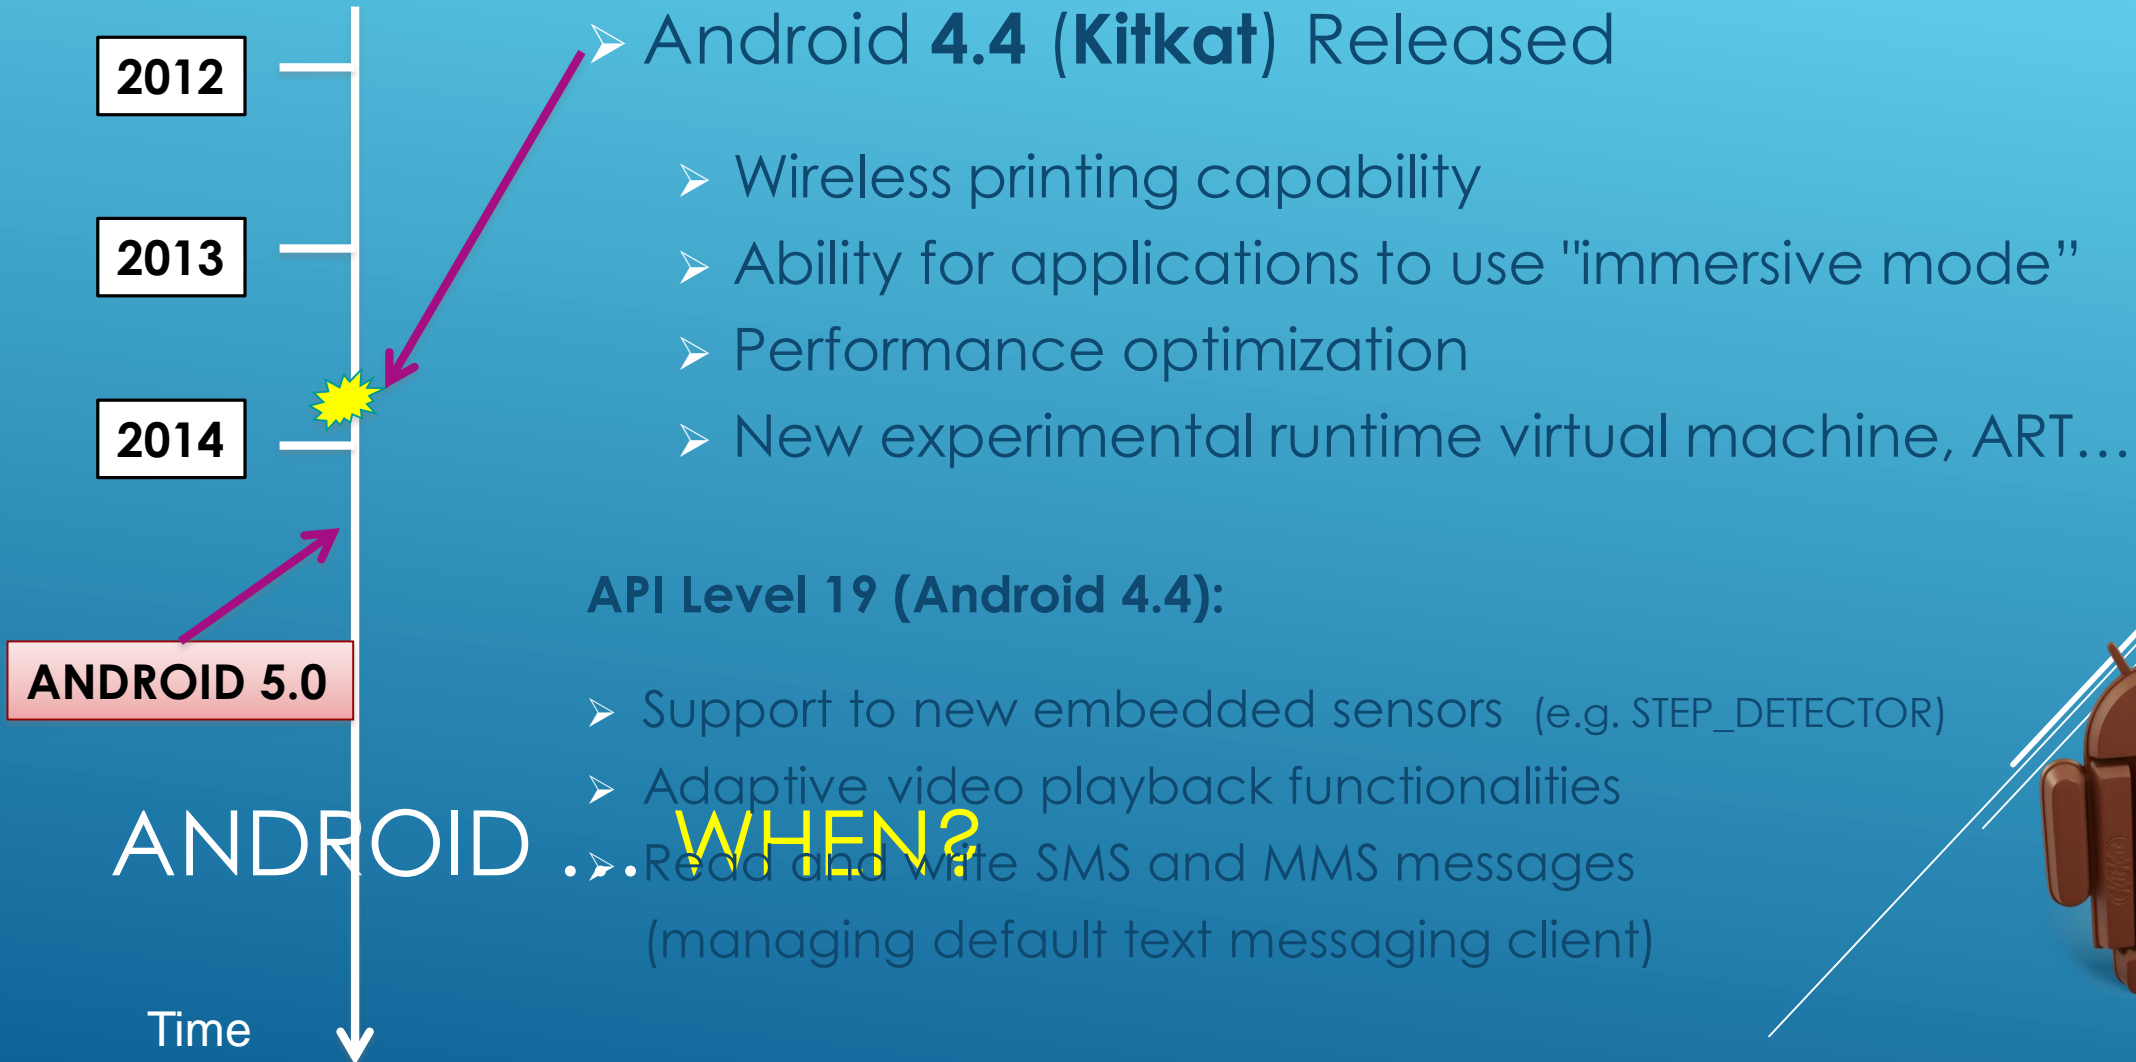 2012
2013
2014
ANDROID 5.0
Time
Android 4.4 (Kitkat) Released
Wireless printing capability
Ability for applications to use "immersive mode”
Performance optimization
New experimental runtime virtual machine, ART…
API Level 19 (Android 4.4):
Support to new embedded sensors (e.g. STEP_DETECTOR)
Adaptive video playback functionalities
Read and write SMS and MMS messages
(managing default text messaging client)
ANDROID … WHEN?